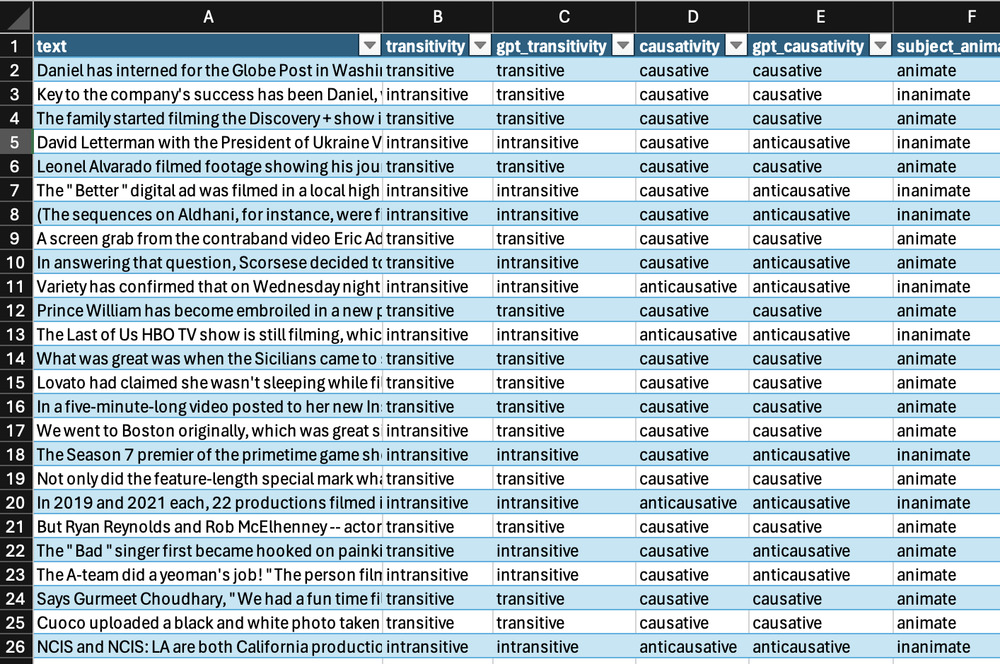 A B C D E F
1 text transitivity gpt_transitivity causativity gpt_causativity subject_anima
2 Daniel has interned for the Globe Post in Washi transitive transitive causative causative animate
3 Key to the company's success has been Daniel, intransitive transitive causative causative inanimate
4 The family started filming the Discovery+ show i transitive transitive causative causative animate
5 David Letterman with the President of Ukraine V intransitive intransitive causative anticausative inanimate
6 Leonel Alvarado filmed footage showing his jou transitive transitive causative causative animate
7 The " Better " digital ad was filmed in a local high intransitive intransitive causative anticausative inanimate
8 (The sequences on Aldhani, for instance, were fi intransitive intransitive causative anticausative inanimate
9 A screen grab from the contraband video Eric Ad transitive transitive causative causative animate
10 In answering that question, Scorsese decided to transitive intransitive causative anticausative animate
11 Variety has confirmed that on Wednesday night intransitive intransitive anticausative anticausative inanimate
12 Prince William has become embroiled in a new p transitive transitive causative causative animate
13 The Last of Us HBO TV show is still filming, whic intransitive intransitive anticausative anticausative inanimate
14 What was great was when the Sicilians came to transitive transitive causative causative animate
15 Lovato had claimed she wasn't sleeping while fil transitive transitive causative causative animate
16 In a five-minute-long video posted to her new In transitive transitive causative causative animate
17 We went to Boston originally, which was great si intransitive transitive causative causative animate
18 The Season 7 premier of the primetime game sho intransitive intransitive causative anticausative inanimate
19 Not only did the feature-length special mark wha transitive transitive causative causative animate
20 In 2019 and 2021 each, 22 productions filmed i intransitive intransitive anticausative anticausative inanimate
21 But Ryan Reynolds and Rob McElhenney -- actor transitive transitive causative causative animate
22 The " Bad " singer first became hooked on painki transitive intransitive causative anticausative animate
23 The A-team did a yeoman's job! " The person film intransitive intransitive causative anticausative animate
24 Says Gurmeet Choudhary, " We had a fun time fi transitive transitive causative causative animate
25 Cuoco uploaded a black and white photo taken transitive transitive causative causative animate
26 NCIS and NCIS: LA are both California productio intransitive intransitive anticausative anticausative inanimate